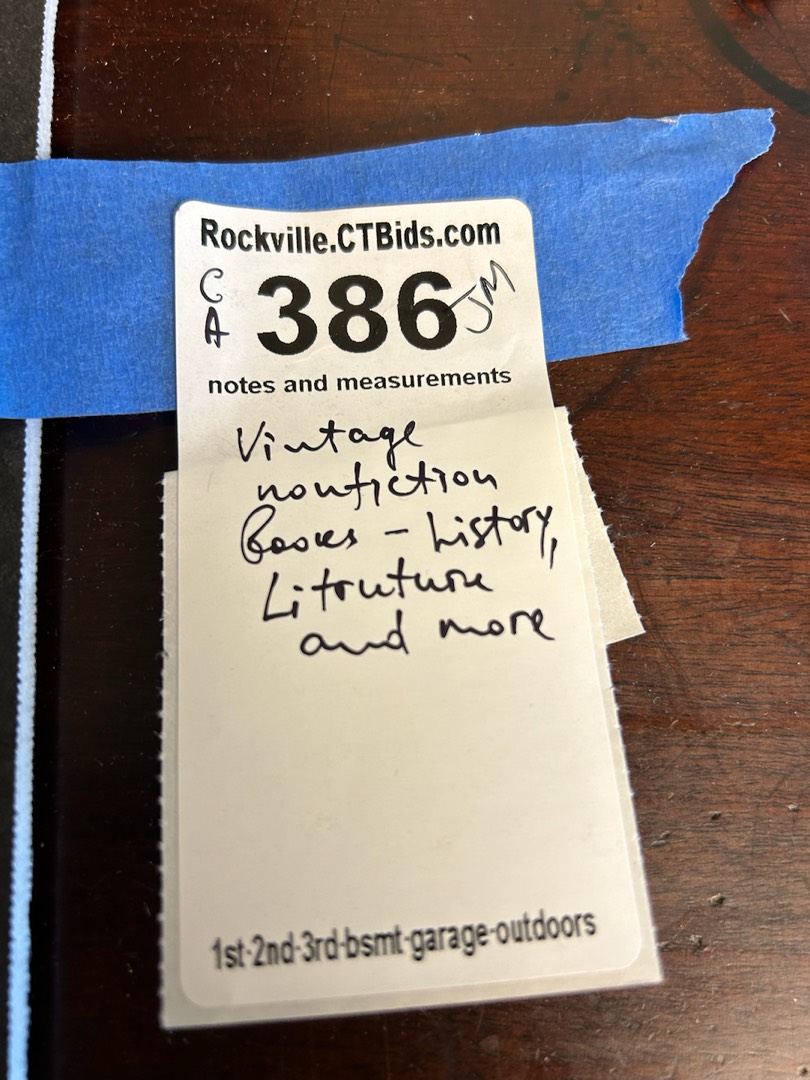 Rockville.CTBids.com
C A 386 JM
notes and measurements
Vintage
nonfiction
Books - History,
Litruture
and more
1st-2nd-3rd-bsmt-garage-outdoors